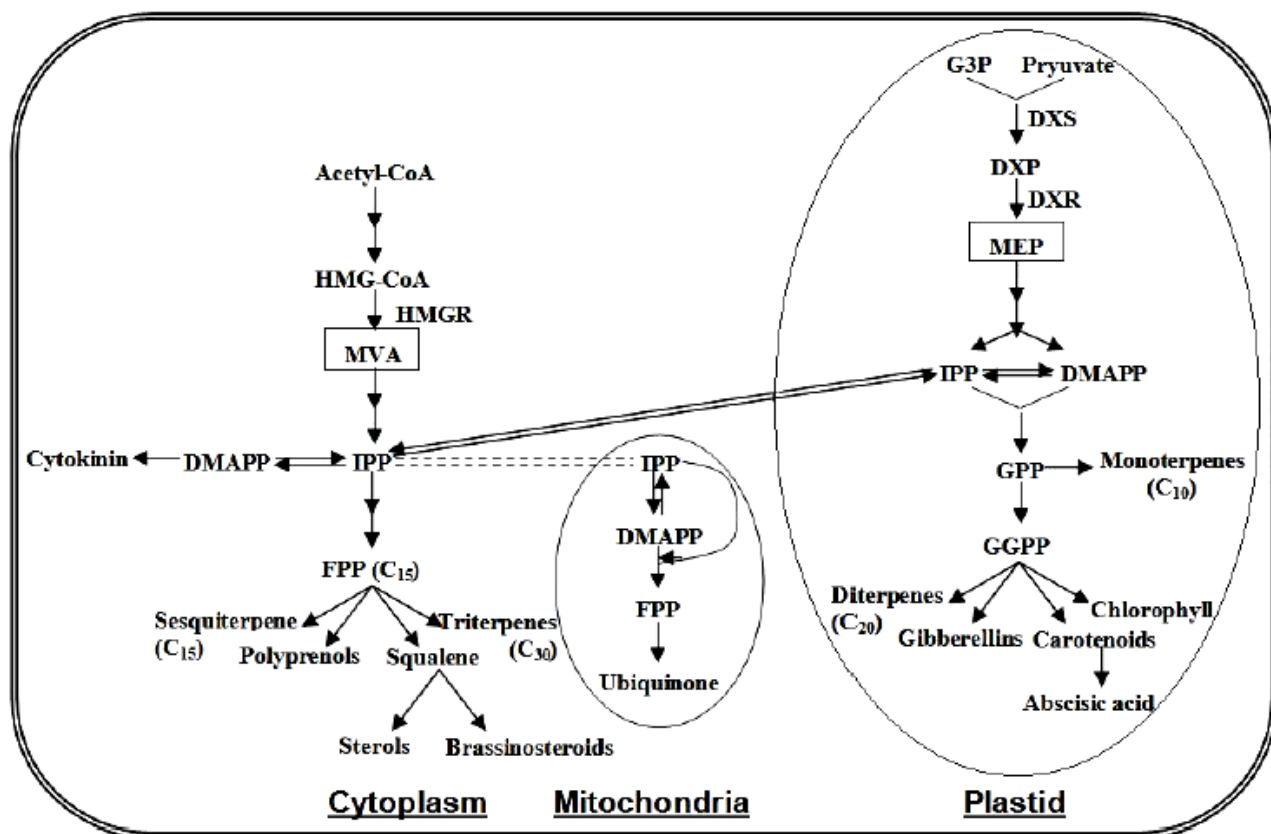 G3P Pryuvate
DXS
DXP
DXR
MEP
IPP DMAPP
GPP Monoterpenes
(C10)
GGPP
Diterpenes
(C20)
Gibberellins Carotenoids
Chlorophyll
Abscisic acid
Acetyl-CoA
HMG-CoA
HMGR
MVA
Cytokinin DMAPP IPP
FPP (C15)
Sesquiterpene
(C15)
Polyprenols
Squalene
Triterpenes
(C30)
Sterols Brassinosteroids
IPP
DMAPP
FPP
Ubiquinone
Cytoplasm Mitochondria Plastid